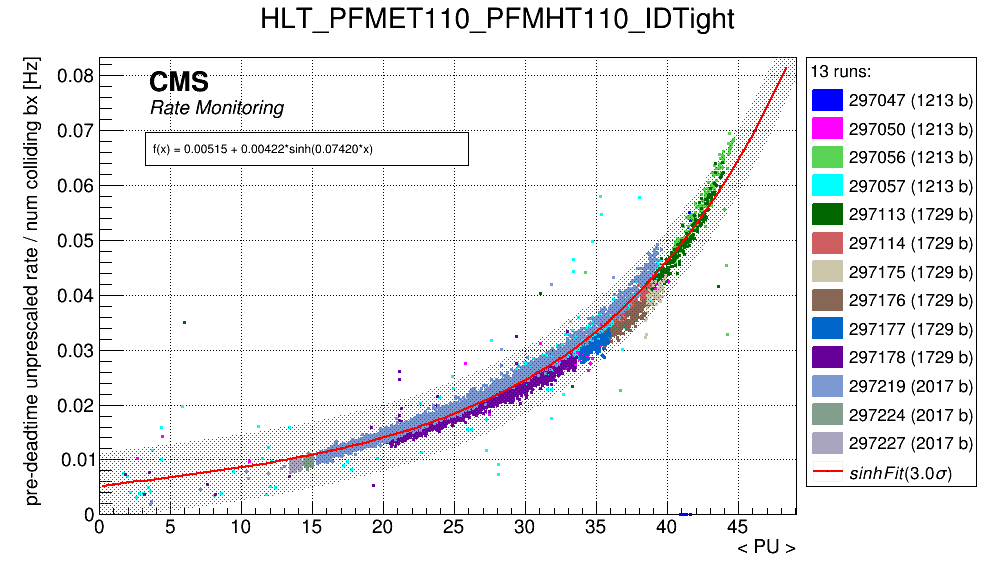 HLT_PFMET110_PFMHT110_IDTight
pre-deadtime unprescaled rate / num colliding bx [Hz]
0.08
0.07
0.06
0.05
0.04
0.03
0.02
0.01
0
CMS
Rate Monitoring
f(x) = 0.00515 + 0.00422*sinh(0.07420*x)
0 5 10 15 20 25 30 35 40 45
< PU >
13 runs:
297047 (1213 b)
297050 (1213 b)
297056 (1213 b)
297057 (1213 b)
297113 (1729 b)
297114 (1729 b)
297175 (1729 b)
297176 (1729 b)
297177 (1729 b)
297178 (1729 b)
297219 (2017 b)
297224 (2017 b)
297227 (2017 b)
sinhFit(3.0σ)